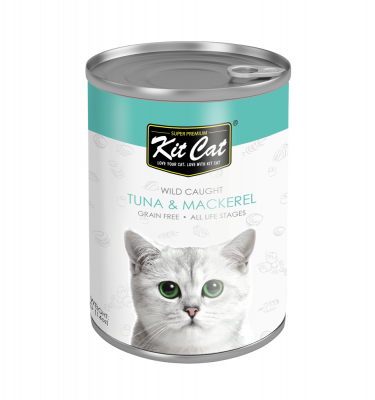 SUPER PREMIUM
Kit Cat®
LOVE YOUR CAT. LOVE WITH KIT CAT
WILD CAUGHT
TUNA & MACKEREL
GRAIN FREE • ALL LIFE STAGES